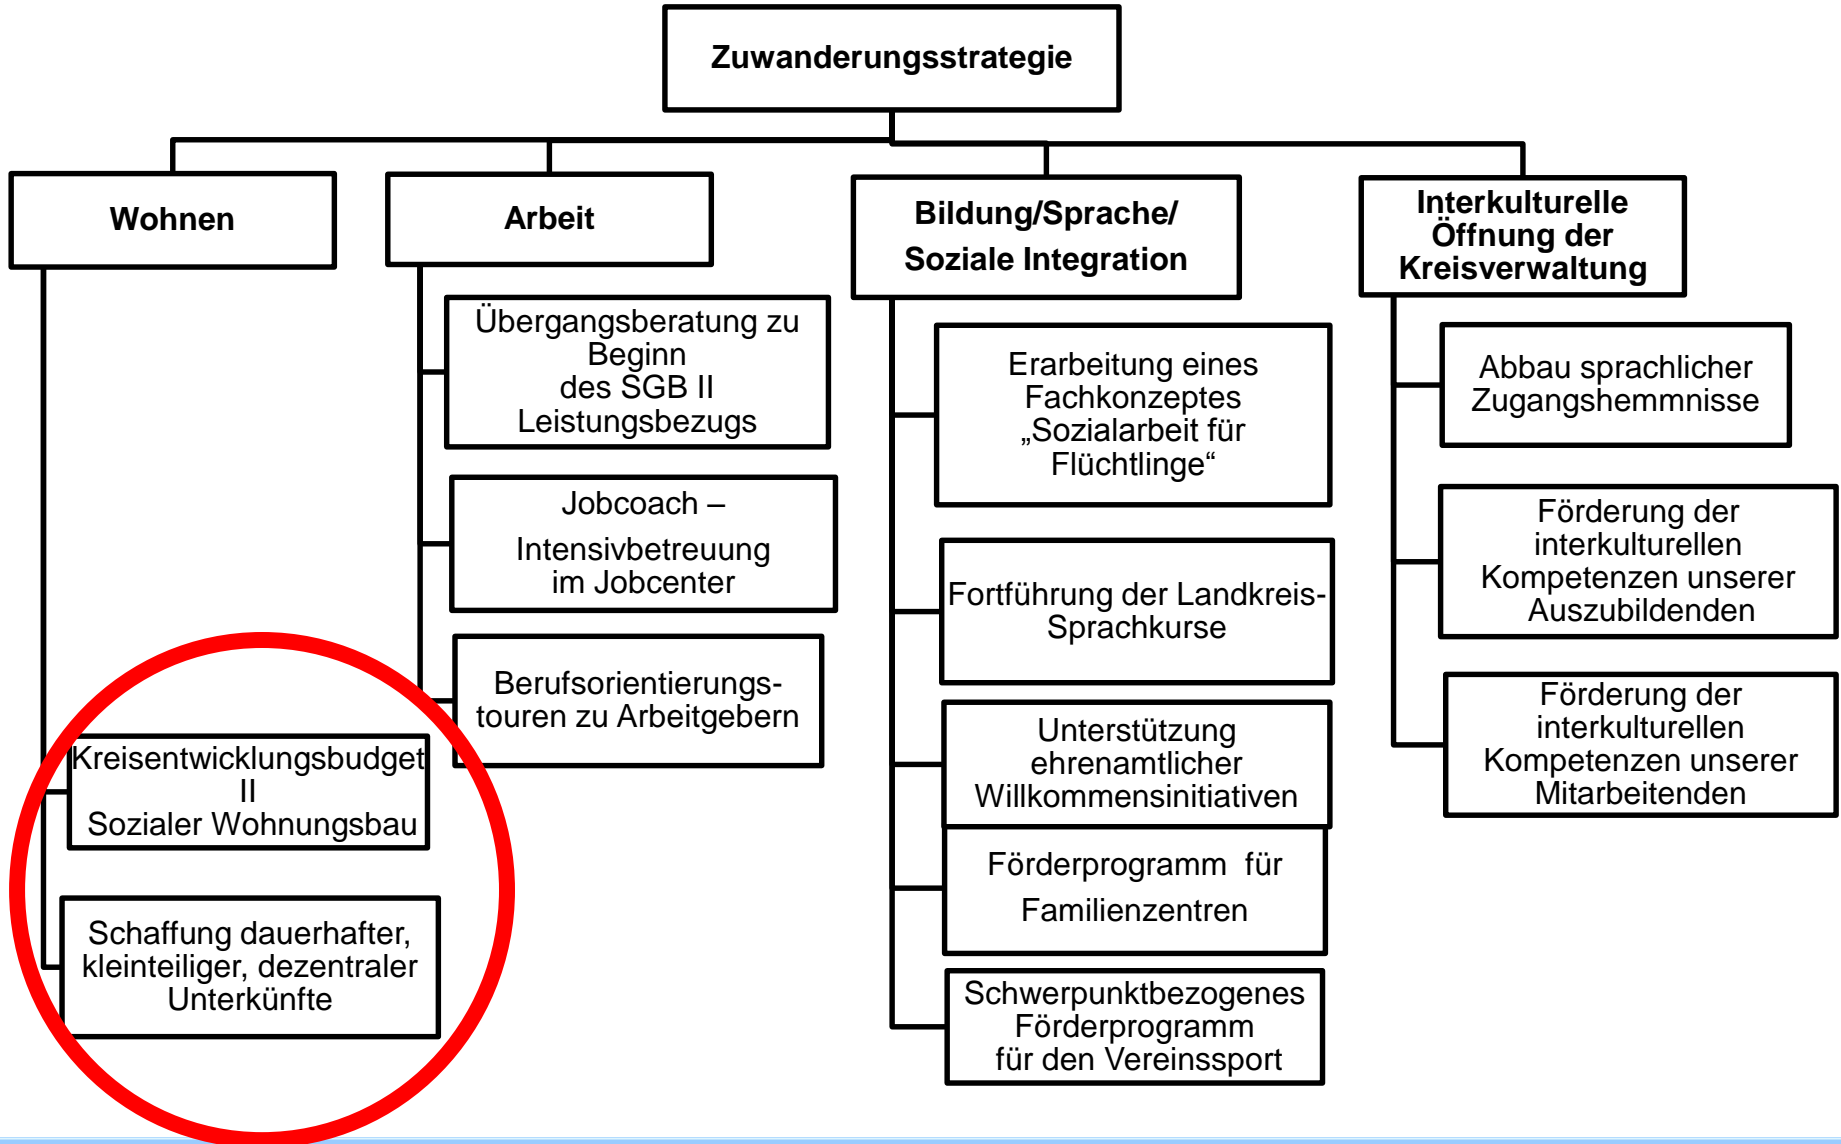 Zuwanderungsstrategie
Wohnen
Kreisentwicklungsbudget
II
Sozialer Wohnungsbau
Schaffung dauerhafter,
kleinteiliger, dezentraler
Unterkünfte
Arbeit
Übergangsberatung zu
Beginn
des SGB II
Leistungsbezugs
Jobcoach –
Intensivbetreuung
im Jobcenter
Berufsorientierungs-
touren zu Arbeitgebern
Bildung/Sprache/
Soziale Integration
Erarbeitung eines
Fachkonzeptes
„Sozialarbeit für
Flüchtlinge“
Fortführung der Landkreis-
Sprachkurse
Unterstützung
ehrenamtlicher
Willkommensinitiativen
Förderprogramm für
Familienzentren
Schwerpunktbezogenes
Förderprogramm
für den Vereinssport
Interkulturelle
Öffnung der
Kreisverwaltung
Abbau sprachlicher
Zugangshemmnisse
Förderung der
interkulturellen
Kompetenzen unserer
Auszubildenden
Förderung der
interkulturellen
Kompetenzen unserer
Mitarbeitenden